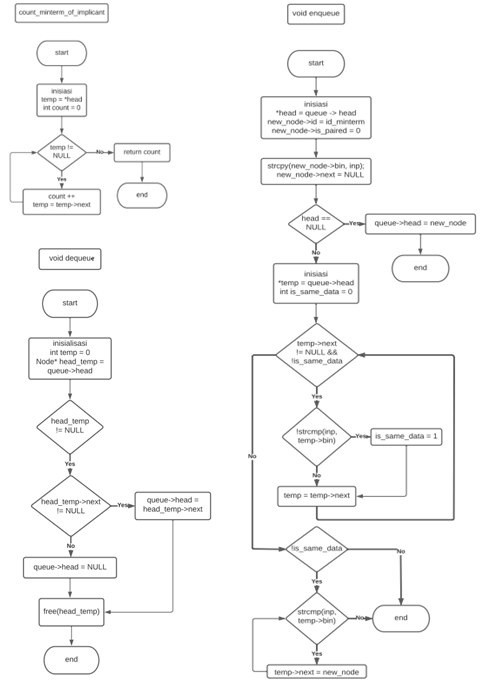 count_minterm_of_implicant
start
inisiasi
temp = *head
int count = 0
temp !=
NULL
No
return count
end
Yes
count ++
temp = temp->next
void dequeue
start
inisialisasi
int temp = 0
Node* head_temp =
queue->head
head_temp
!= NULL
Yes
head_temp->next
!= NULL
Yes
queue->head =
head_temp->next
No
queue->head = NULL
free(head_temp)
end
void enqueue
start
inisiasi
*head = queue -> head
new_node->id = id_minterm
new_node->is_paired = 0
strcpy(new_node->bin, inp);
new_node->next = NULL
head ==
NULL
Yes
queue->head = new_node
end
No
inisiasi
*temp = queue->head
int is_same_data = 0
temp->next
!= NULL &&
!is_same_data
Yes
!strcmp(inp,
temp->bin)
Yes
is_same_data = 1
No
temp = temp->next
No
!is_same_data
No
Yes
strcmp(inp,
temp->bin)
No
end
Yes
temp->next = new_node